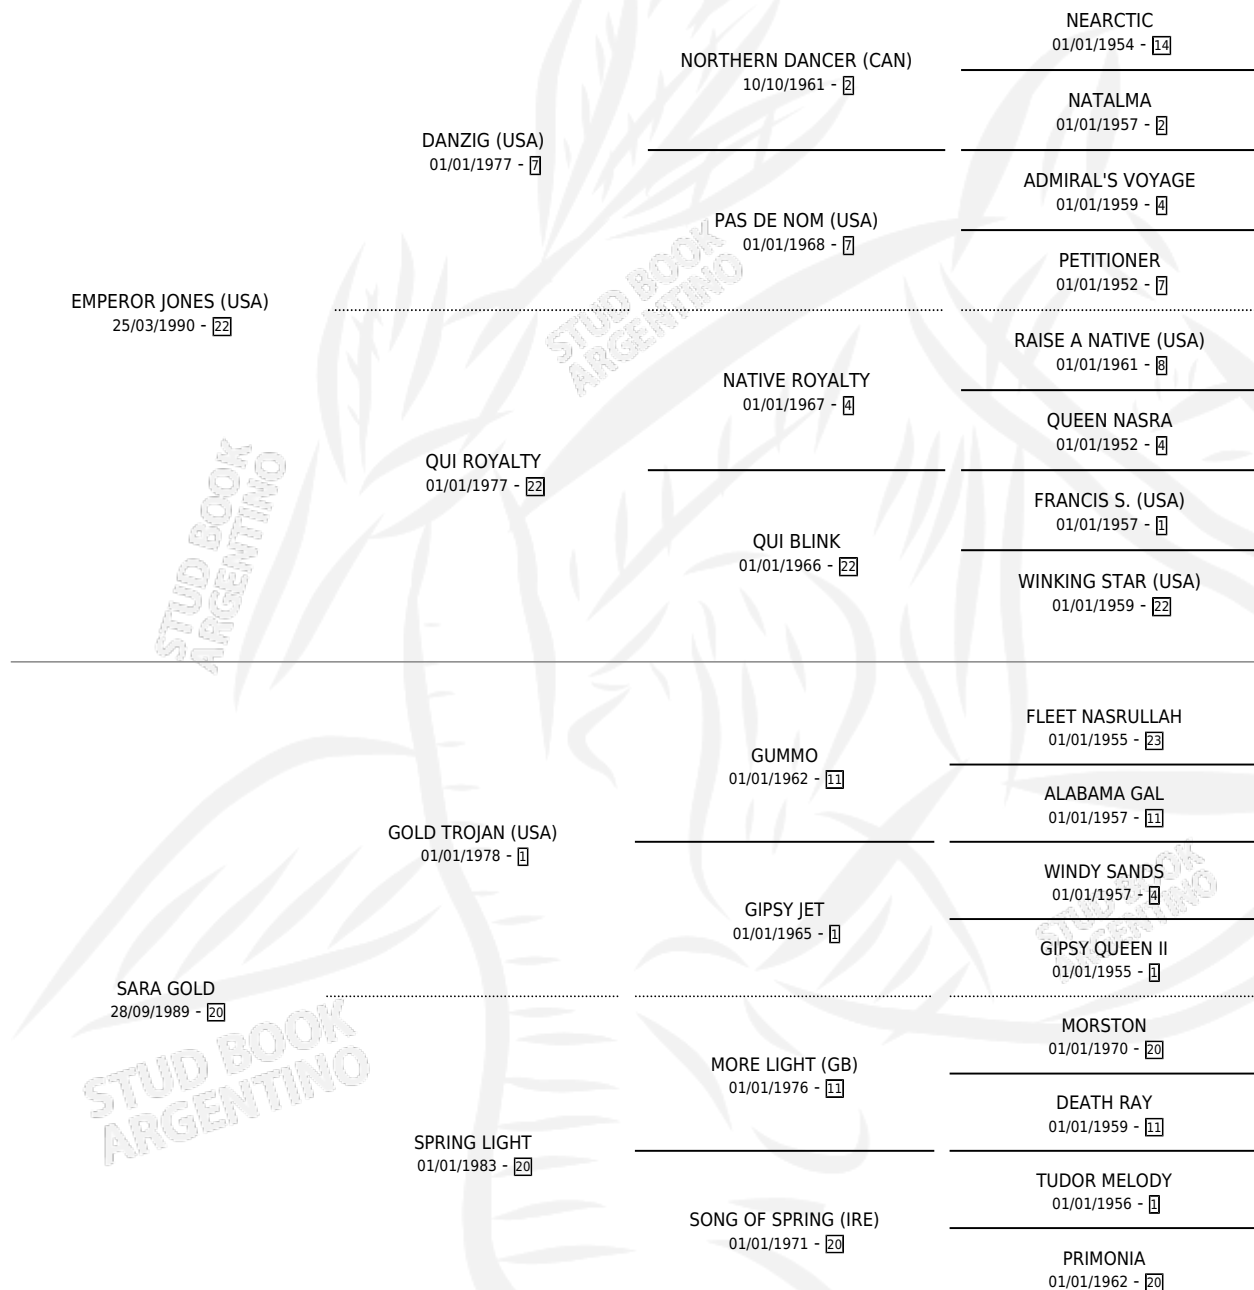 NEARCTIC
01/01/1954 - 14
NORTHERN DANCER (CAN)
10/10/1961 - 2
NATALMA
01/01/1957 - 2
DANZIG (USA)
01/01/1977 - 7
ADMIRAL'S VOYAGE
01/01/1959 - 4
PAS DE NOM (USA)
01/01/1968 - 7
PETITIONER
01/01/1952 - 7
EMPEROR JONES (USA)
25/03/1990 - 22
RAISE A NATIVE (USA)
01/01/1961 - 8
NATIVE ROYALTY
01/01/1967 - 4
QUEEN NASRA
01/01/1952 - 4
QUI ROYALTY
01/01/1977 - 22
FRANCIS S. (USA)
01/01/1957 - 1
QUI BLINK
01/01/1966 - 22
WINKING STAR (USA)
01/01/1959 - 22
FLEET NASRULLAH
01/01/1955 - 23
GUMMO
01/01/1962 - 11
ALABAMA GAL
01/01/1957 - 11
GOLD TROJAN (USA)
01/01/1978 - 1
WINDY SANDS
01/01/1957 - 4
GIPSY JET
01/01/1965 - 1
GIPSY QUEEN II
01/01/1955 - 1
SARA GOLD
28/09/1989 - 20
MORSTON
01/01/1970 - 20
MORE LIGHT (GB)
01/01/1976 - 11
DEATH RAY
01/01/1959 - 11
SPRING LIGHT
01/01/1983 - 20
TUDOR MELODY
01/01/1956 - 1
SONG OF SPRING (IRE)
01/01/1971 - 20
PRIMONIA
01/01/1962 - 20
STUD BOOK
ARGENTINO
STUD BOOK
ARGENTINO
STUD BOOK
ARGENTINO
STUD BOOK
ARGENTINO